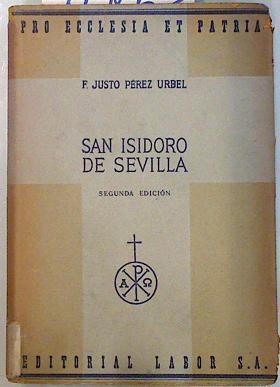 PRO ECCLESIA ET PATRIA
F. JUSTO PÉREZ URBEL
SAN ISIDORO
DE SEVILLA
SEGUNDA EDICIÓN
Α Ω
EDITORIAL LABOR S.A.